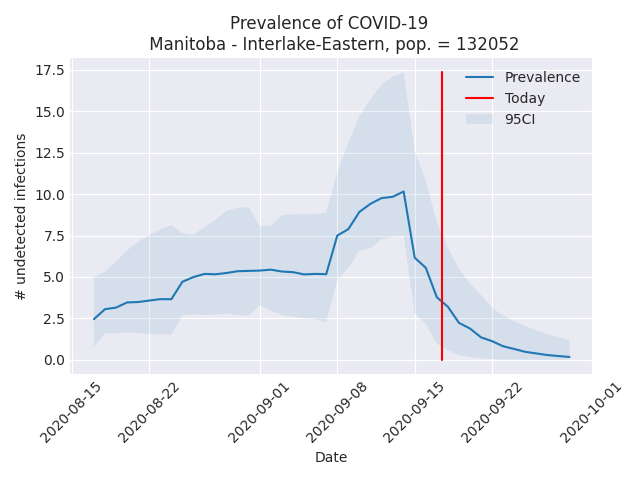 Prevalence of COVID-19
Manitoba - Interlake-Eastern, pop. = 132052
17.5
15.0
12.5
10.0
7.5
5.0
2.5
0.0
# undetected infections
Prevalence
Today
95CI
2020-08-15
2020-08-22
2020-09-01
2020-09-08
2020-09-15
2020-09-22
2020-10-01
Date